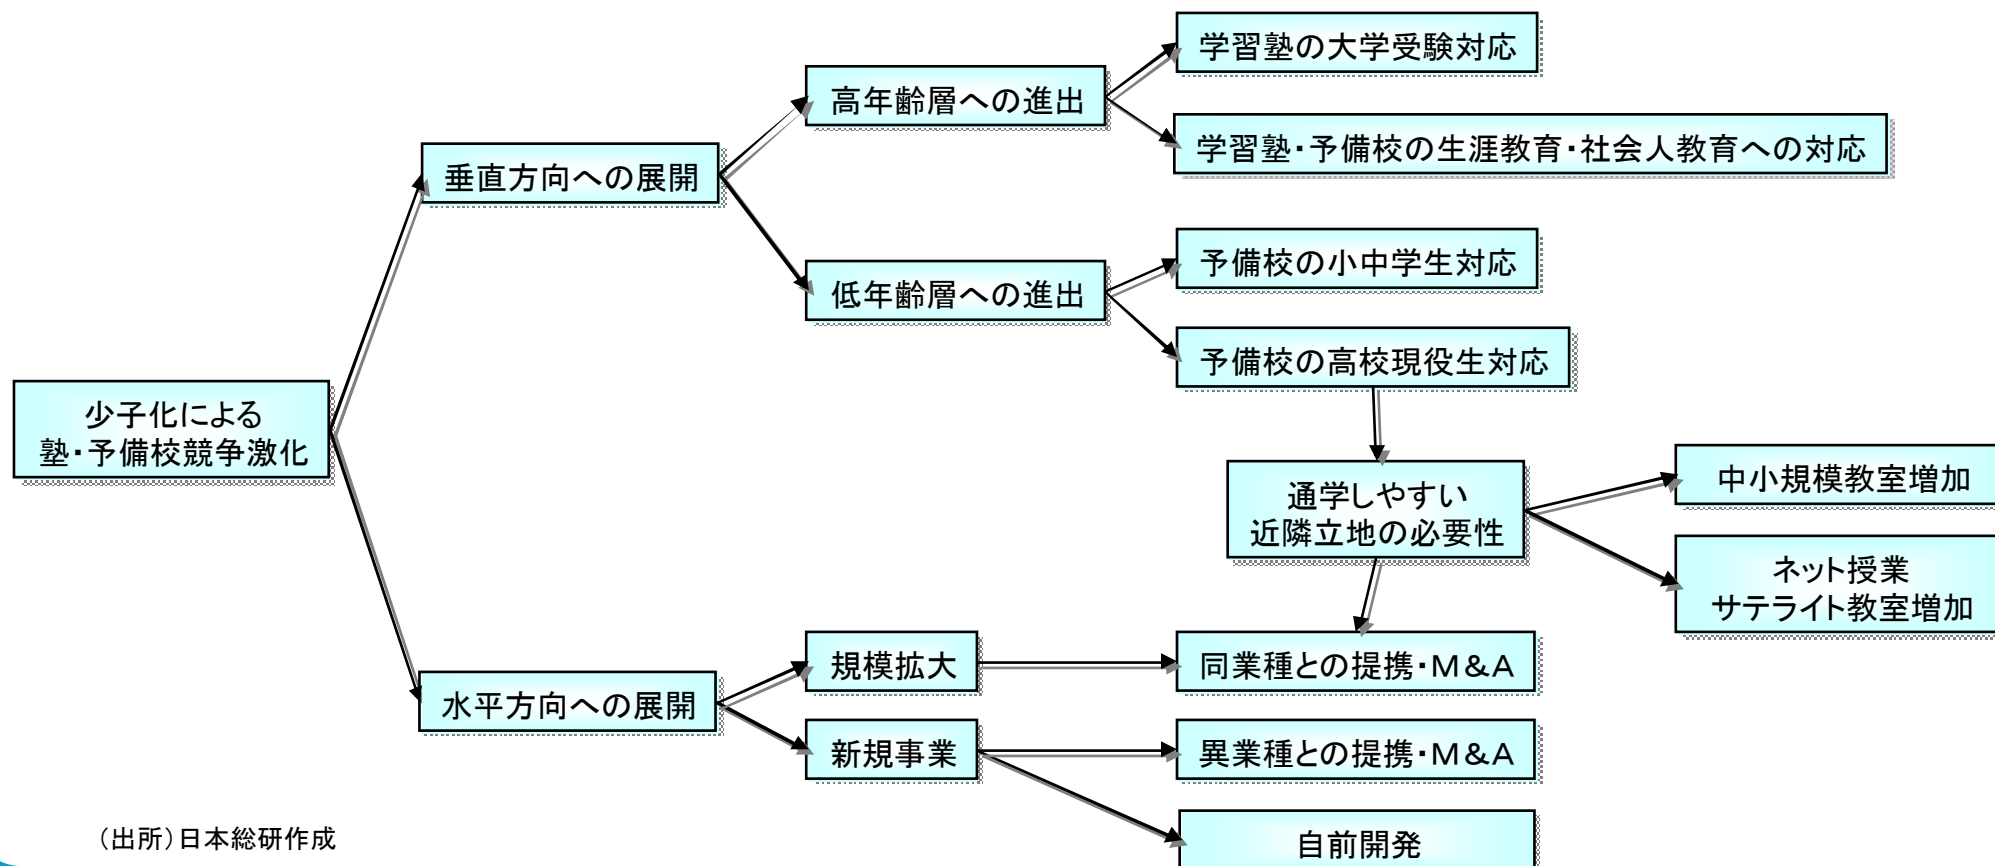 学習塾の大学受験対応
高年齢層への進出
学習塾・予備校の生涯教育・社会人教育への対応
垂直方向への展開
予備校の小中学生対応
低年齢層への進出
予備校の高校現役生対応
少子化による
塾・予備校競争激化
通学しやすい
近隣立地の必要性
中小規模教室増加
ネット授業
サテライト教室増加
規模拡大
同業種との提携・M&A
水平方向への展開
新規事業
異業種との提携・M&A
自前開発
(出所)日本総研作成